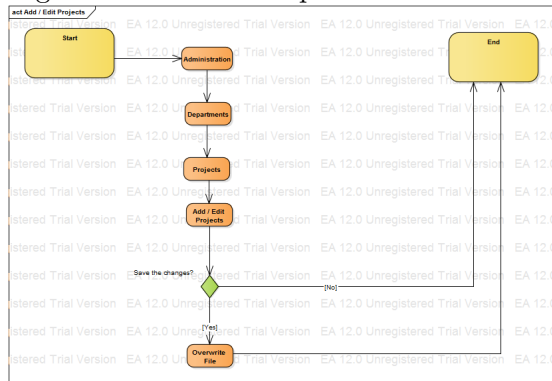 act Add / Edit Projects
Start
End
Administration
Departments
Projects
Add / Edit
Projects
Save the changes?
[No]
[Yes]
Overwrite
File
EA 12.0 Unregistered Trial Version